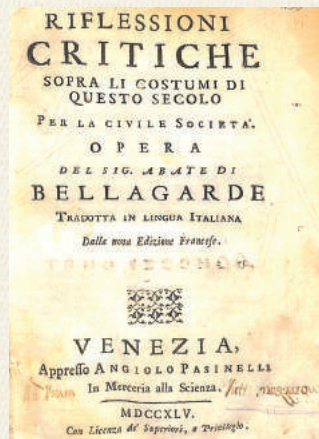 RIFLESSIONI
CRITICHE
SOPRA LI COSTUMI DI
QUESTO SECOLO
PER LA CIVILE SOCIETA'.
OPERA
DEL SIG. ABATE DI
BELLAGARDE
TRADOTTA IN LINGUA ITALIANA
Dalla nova Edizione Francese.
VENEZIA,
Appresso ANGIOLO PASINELLI
In Merceria alla Scienza.
MDCCXLV.
Con Licenza de' Superiori, e Privilegio.